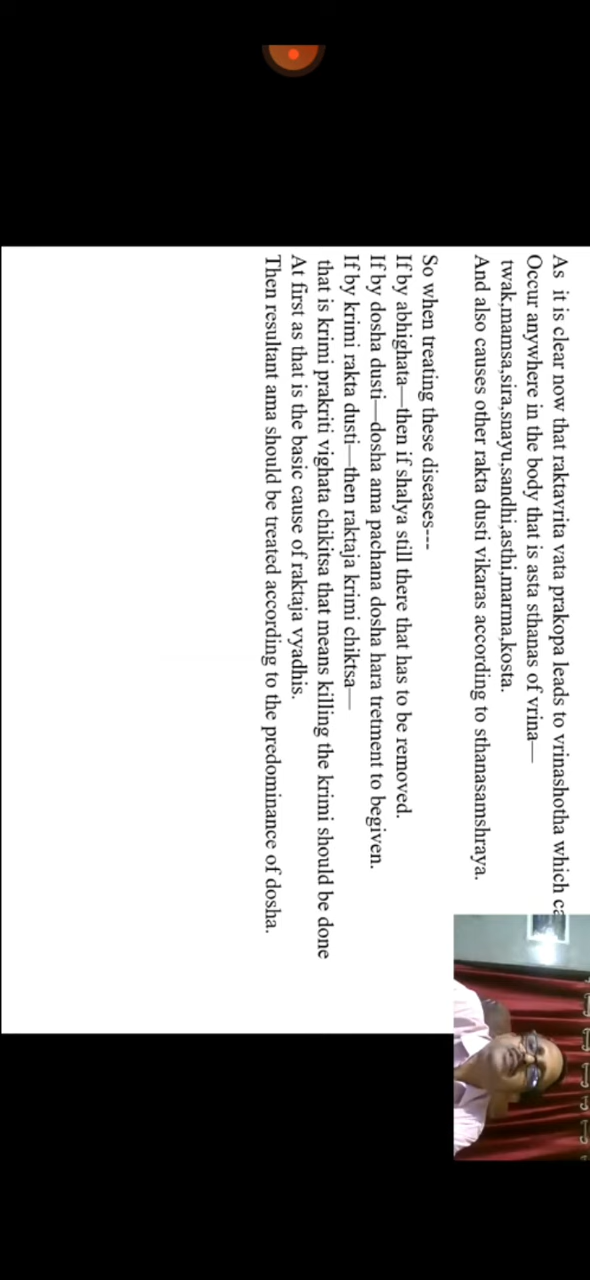 As it is clear now that raktavrita vata prakopa leads to vrinashotha which
Occur anywhere in the body that is asta sthanas of vrina—
twak,mamsa,sira,snayu,sandhi,asthi,marma,kosta.
And also causes other rakta dusti vikaras according to sthanasamshraya.
So when treating these diseases---
If by abhighata—then if shalya still there that has to be removed.
If by dosha dusti—dosha ama pachana dosha hara tretment to begiven.
If by krimi rakta dusti—then raktaja krimi chiktsa—
that is krimi prakriti vighata chikitsa that means killing the krimi should be done
At first as that is the basic cause of raktaja vyadhis.
Then resultant ama should be treated according to the predominance of dosha.